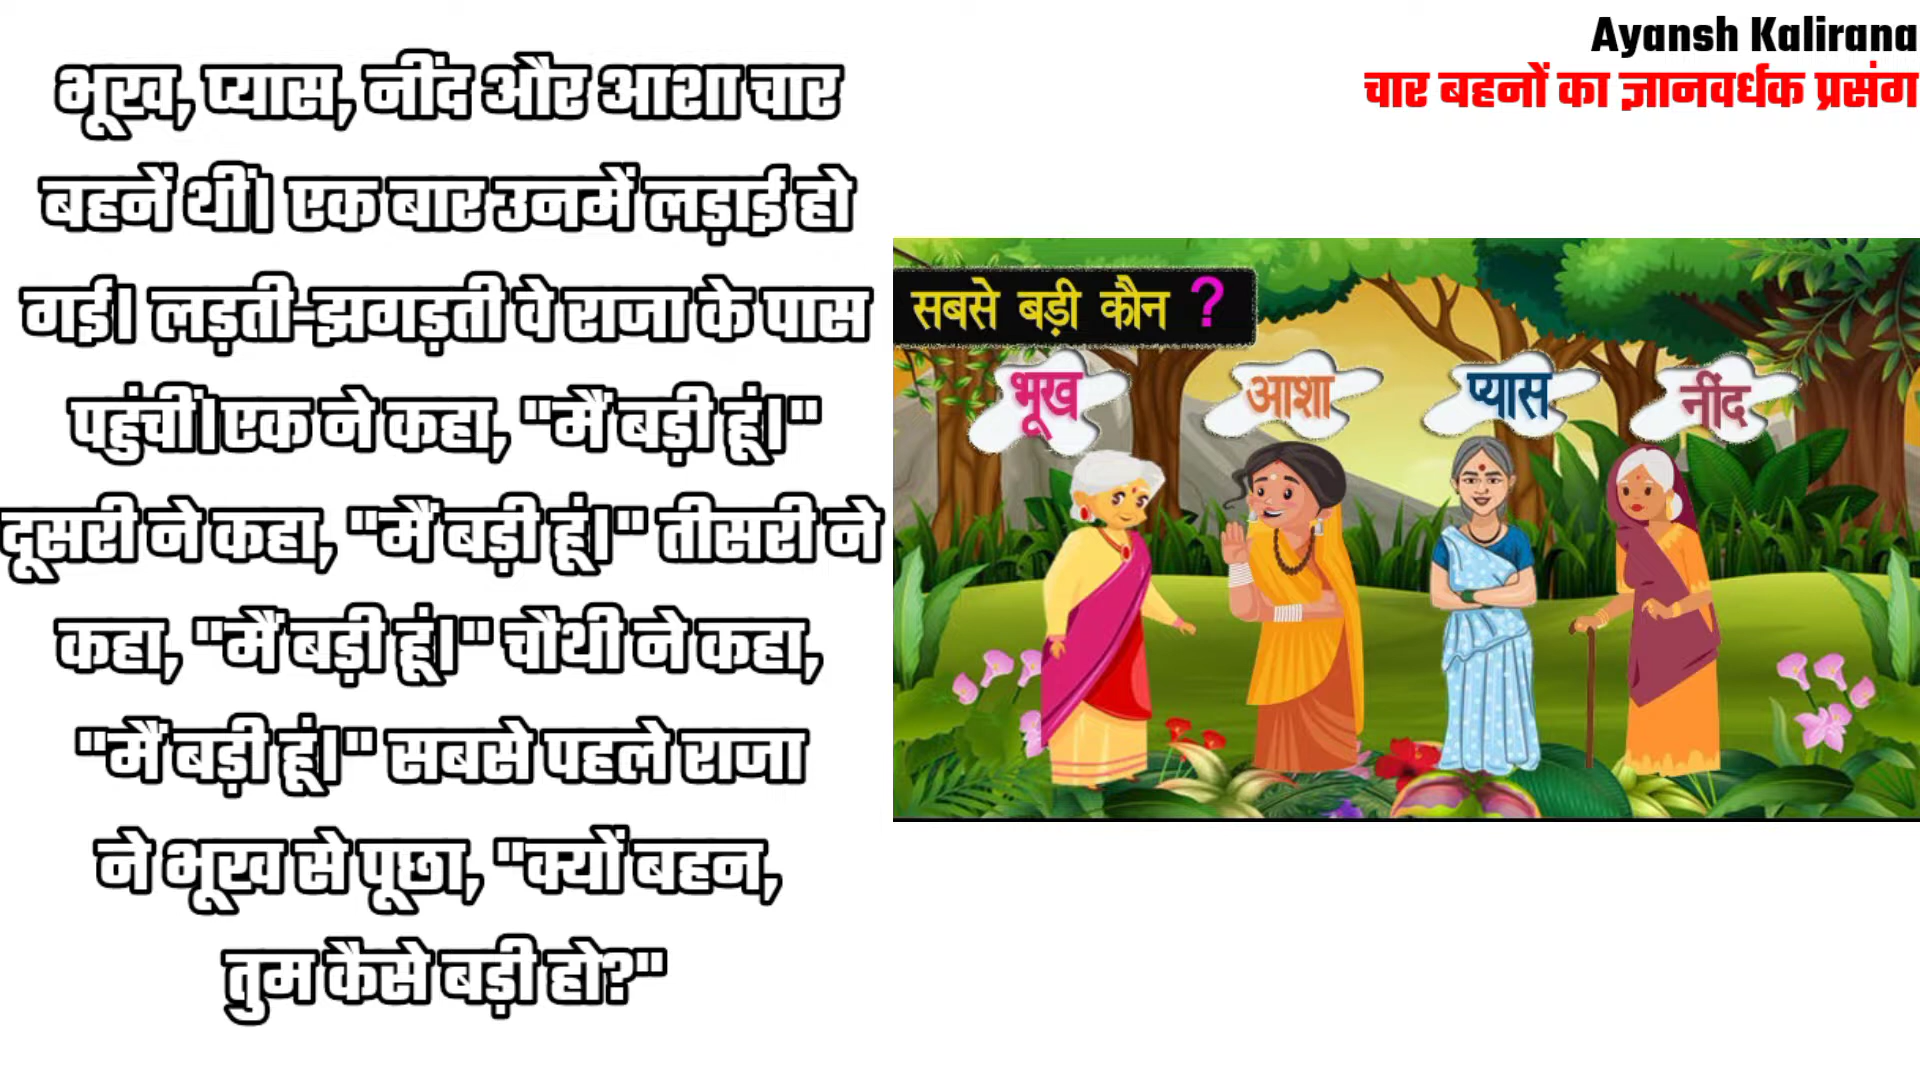 भूख, प्यास, नींद और आशा चार
बहनें थीं। एक बार उनमें लड़ाई हो
गई। लड़ती-झगड़ती वे राजा के पास
पहुंचीं।एक ने कहा, "मैं बड़ी हूं।"
दूसरी ने कहा, "मैं बड़ी हूं।" तीसरी ने
कहा, "मैं बड़ी हूं।" चौथी ने कहा,
"मैं बड़ी हूं।" सबसे पहले राजा
ने भूख से पूछा, "क्यों बहन,
तुम कैसे बड़ी हो?"
Ayansh Kalirana
चार बहनों का ज्ञानवर्धक प्रसंग
सबसे बड़ी कौन ?
भूख
आशा
प्यास
नींद